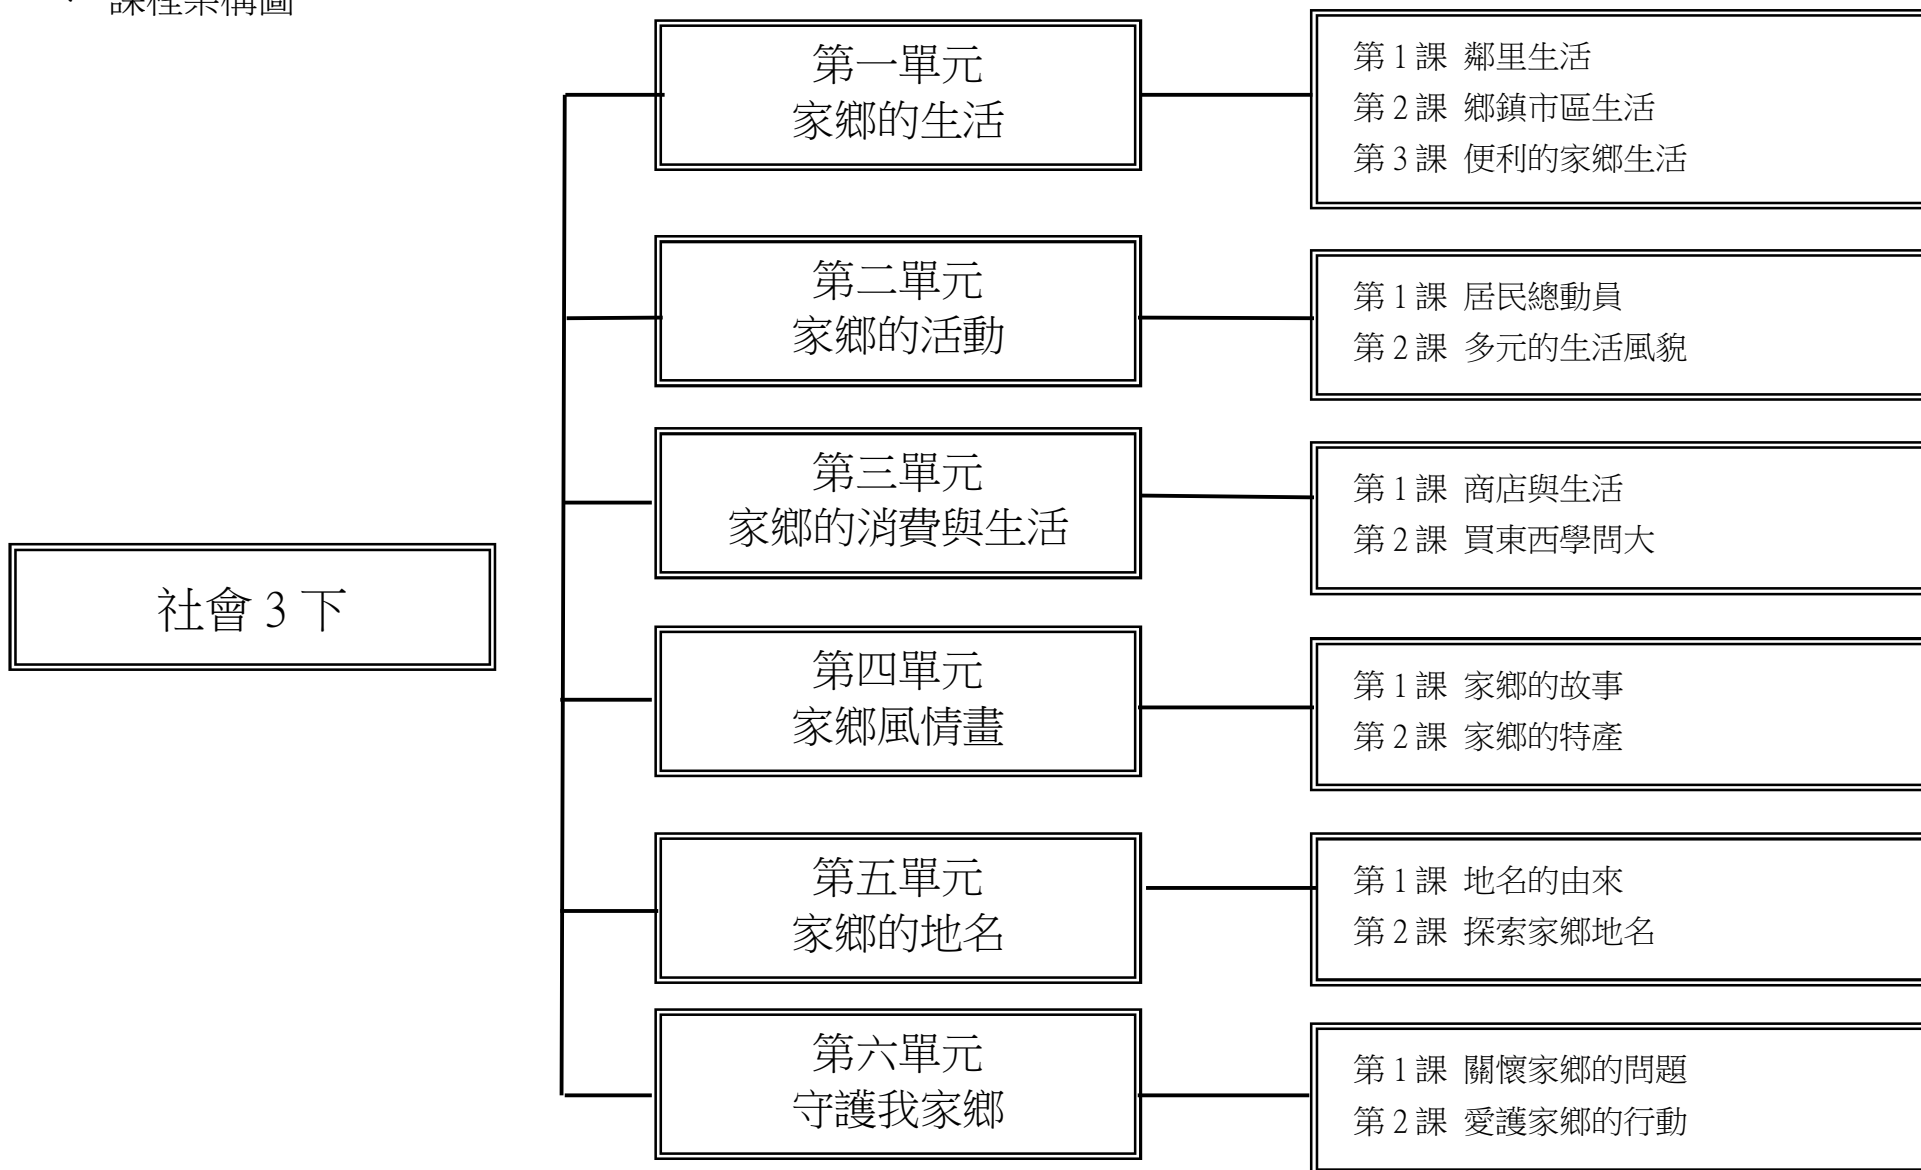 課程架構圖
社會 3 下
第一單元
家鄉的生活
第 1 課 鄰里生活
第 2 課 鄉鎮市區生活
第 3 課 便利的家鄉生活
第二單元
家鄉的活動
第 1 課 居民總動員
第 2 課 多元的生活風貌
第三單元
家鄉的消費與生活
第 1 課 商店與生活
第 2 課 買東西學問大
第四單元
家鄉風情畫
第 1 課 家鄉的故事
第 2 課 家鄉的特產
第五單元
家鄉的地名
第 1 課 地名的由來
第 2 課 探索家鄉地名
第六單元
守護我家鄉
第 1 課 關懷家鄉的問題
第 2 課 愛護家鄉的行動